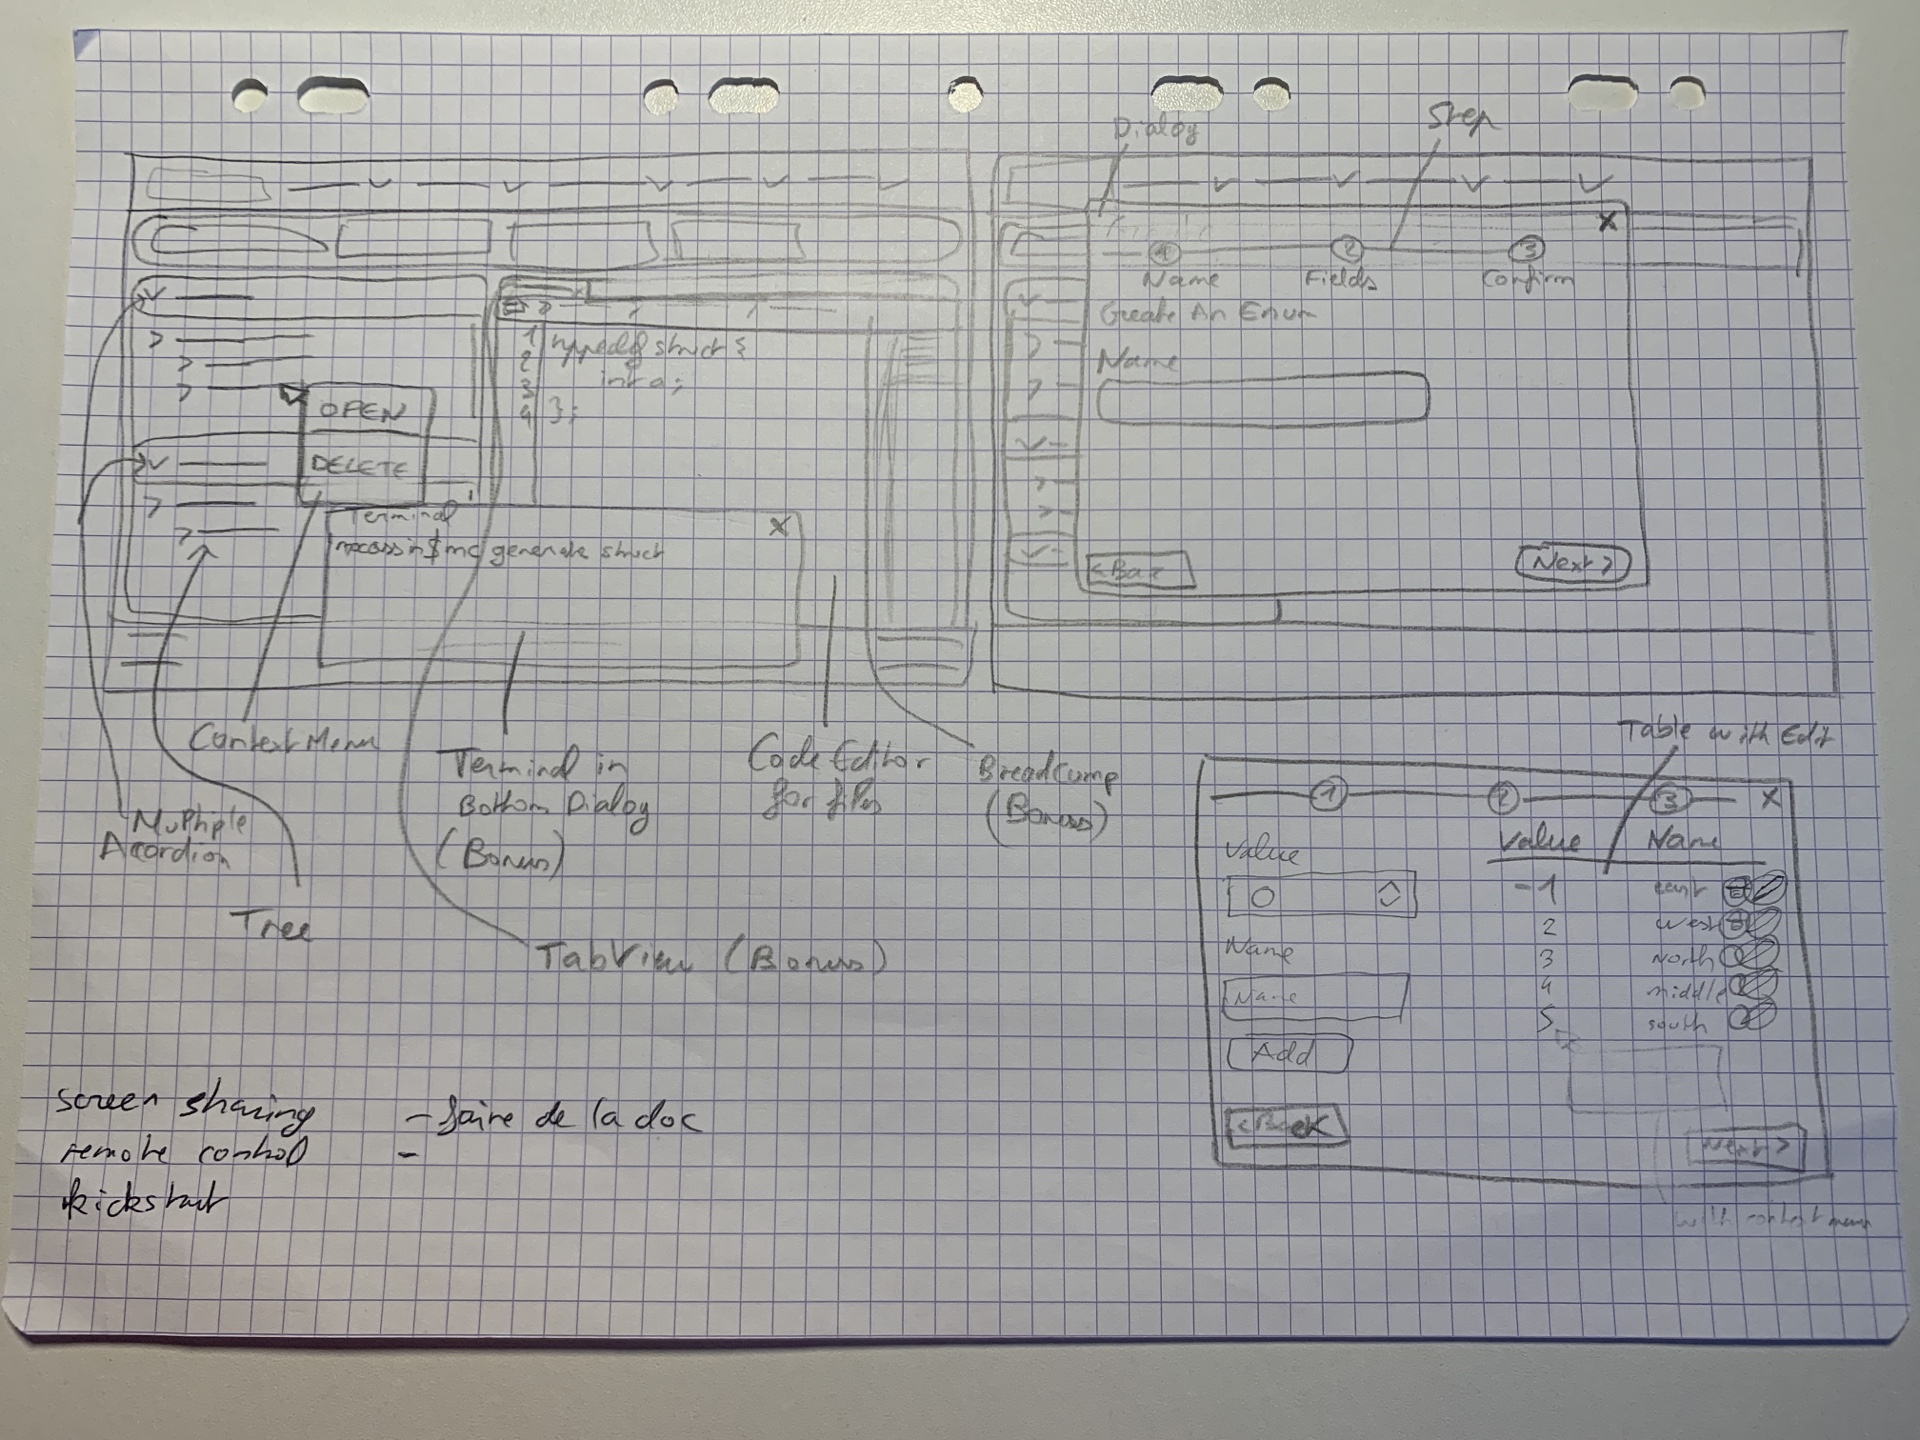 Dialog
Step
1 2 3
Name Fields Confirm
Create An Enum
Name
<Bac
Next >
X
1 typedef struct {
2 int a;
3
4 };
OPEN
DELETE
Terminal
X
generate struct
Context Menu
Terminal in
Bottom Dialog
(Bonus)
Code Editor
for files
BreadCump
(Bonus)
Multiple
Accordion
Tree
TabView (Bonus)
Table with Edit
1 2 3 X
Value
0
Name
Name
Add
<Back
Next >
Value Name
-1 east
2 west
3 North
4 middle
5 south
with context menu
screen sharing
remote control
kickstart
- faire de la doc
-